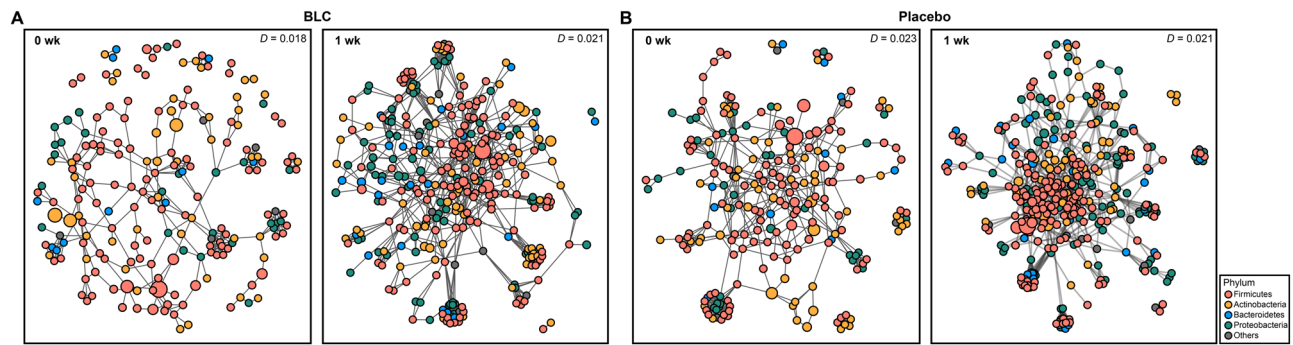 A
BLC
0 wk
D = 0.018
1 wk
D = 0.021
B
Placebo
0 wk
D = 0.023
1 wk
D = 0.021
Phylum
Firmicutes
Actinobacteria
Bacteroidetes
Proteobacteria
Others